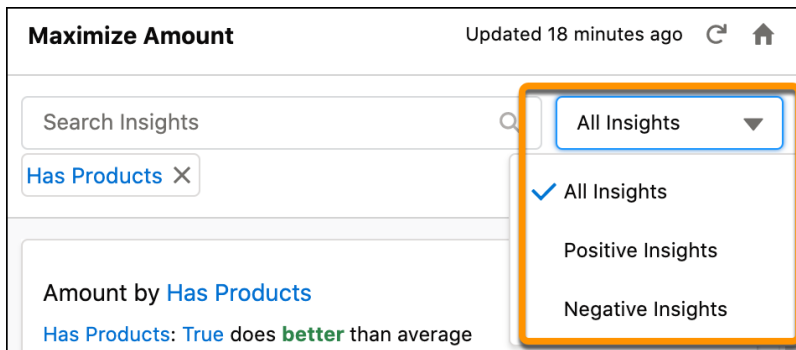 Maximize Amount
Updated 18 minutes ago
Search Insights
All Insights
Has Products
All Insights
Positive Insights
Negative Insights
Amount by Has Products
Has Products: True does better than average